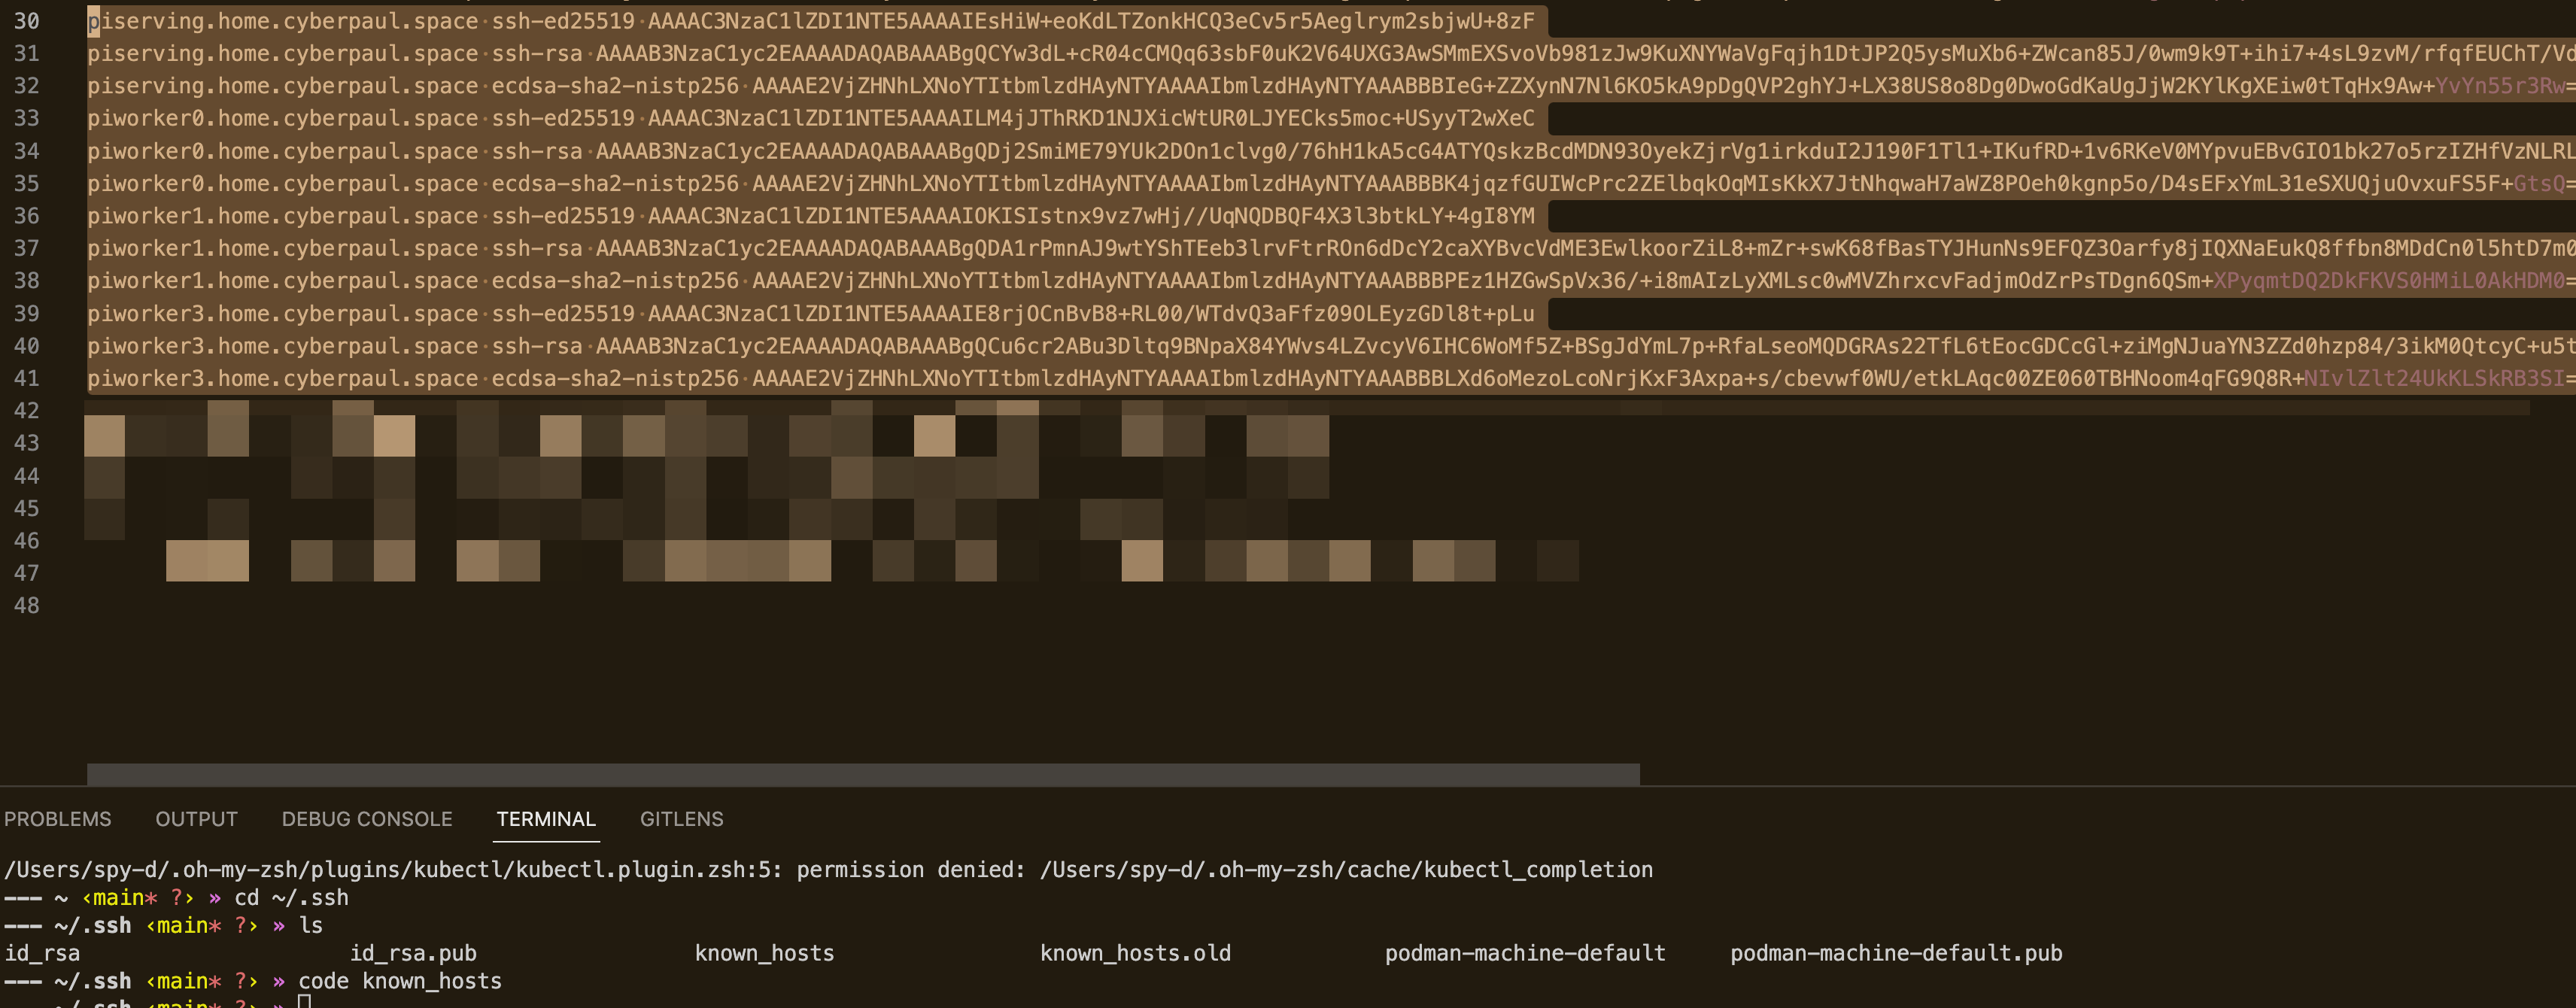 30 piserving.home.cyberpaul.space ssh-ed25519 AAAAC3NzaC1lZDI1NTE5AAAAIEsHiW+eoKdLTZonkHCQ3eCv5r5Aeglrym2sbjwU+8zF
31 piserving.home.cyberpaul.space ssh-rsa AAAAB3NzaC1yc2EAAAADAQABAAABgQCYw3dL+cR04cCMQq63sbF0uK2V64UXG3AwSMmEXSvoVb981zJw9KuXNYWaVgFqjh1DtJP2Q5ysMuXb6+ZWcan85J/0wm9k9T+ihi7+4sL9zvM/rfqfEUChT/Vd
32 piserving.home.cyberpaul.space ecdsa-sha2-nistp256 AAAAE2VjZHNhLXNoYTItbmlzdHAyNTYAAAAIbmlzdHAyNTYAAABBBIeG+ZZXynN7Nl6KO5kA9pDgQVP2ghYJ+LX38US8o8Dg0DwoGdKaUgJjW2KYlKgXEiw0tTqHx9Aw+YvYn55r3Rw=
33 piworker0.home.cyberpaul.space ssh-ed25519 AAAAC3NzaC1lZDI1NTE5AAAAILM4jJThRKD1NJXicWtUR0LJYECks5moc+USyyT2wXeC
34 piworker0.home.cyberpaul.space ssh-rsa AAAAB3NzaC1yc2EAAAADAQABAAABgQDj2SmiME79YUk2DOn1clvg0/76hH1kA5cG4ATYQskzBcdMDN93OyekZjrVg1irkduI2J190F1Tl1+IKufRD+1v6RKeV0MYpvuEBvGIO1bk27o5rzIZHfVzNLRL
35 piworker0.home.cyberpaul.space ecdsa-sha2-nistp256 AAAAE2VjZHNhLXNoYTItbmlzdHAyNTYAAAAIbmlzdHAyNTYAAABBBK4jqzfGUIWcPrc2ZElbqkOqMIsKkX7JtNhqwaH7aWZ8POeh0kgnp5o/D4sEFxYmL31eSXUQjuOvxuFS5F+GtsQ=
36 piworker1.home.cyberpaul.space ssh-ed25519 AAAAC3NzaC1lZDI1NTE5AAAAIOKISIstnx9vz7wHj//UqNQDBQF4X3l3btkLY+4gI8YM
37 piworker1.home.cyberpaul.space ssh-rsa AAAAB3NzaC1yc2EAAAADAQABAAABgQDA1rPmnAJ9wtYShTEeb3lrvFtrROn6dDcY2caXYBvcVdME3EwlkoorZiL8+mZr+swK68fBasTYJHunNs9EFQZ3Oarfy8jIQXNaEukQ8ffbn8MDdCn0l5htD7m0
38 piworker1.home.cyberpaul.space ecdsa-sha2-nistp256 AAAAE2VjZHNhLXNoYTItbmlzdHAyNTYAAAAIbmlzdHAyNTYAAABBBPEz1HZGwSpVx36/+i8mAIzLyXMLsc0wMVZhrxcvFadjmOdZrPsTDgn6QSm+XPyqmtDQ2DkFKVS0HMiL0AkHDM0=
39 piworker3.home.cyberpaul.space ssh-ed25519 AAAAC3NzaC1lZDI1NTE5AAAAIE8rjOCnBvB8+RL00/WTdvQ3aFfz09OLEyzGDl8t+pLu
40 piworker3.home.cyberpaul.space ssh-rsa AAAAB3NzaC1yc2EAAAADAQABAAABgQCu6cr2ABu3Dltq9BNpaX84YWvs4LZvcyV6IHC6WoMf5Z+BSgJdYmL7p+RfaLseoMQDGRAs22TfL6tEocGDCcGl+ziMgNJuaYN3ZZd0hzp84/3ikM0QtcyC+u5t
41 piworker3.home.cyberpaul.space ecdsa-sha2-nistp256 AAAAE2VjZHNhLXNoYTItbmlzdHAyNTYAAAAIbmlzdHAyNTYAAABBBLXd6oMezoLcoNrjKxF3Axpa+s/cbevwf0WU/etkLAqc00ZE060TBHNoom4qFG9Q8R+NIvlZlt24UkKLSkRB3SI=
42
43
44
45
46
47
48
PROBLEMS OUTPUT DEBUG CONSOLE TERMINAL GITLENS
/Users/spy-d/.oh-my-zsh/plugins/kubectl/kubectl.plugin.zsh:5: permission denied: /Users/spy-d/.oh-my-zsh/cache/kubectl_completion
--- ~ ‹main* ?› » cd ~/.ssh
--- ~/.ssh ‹main* ?› » ls
id_rsa id_rsa.pub known_hosts known_hosts.old podman-machine-default podman-machine-default.pub
--- ~/.ssh ‹main* ?› » code known_hosts
--- ~/.ssh ‹main* ?› »